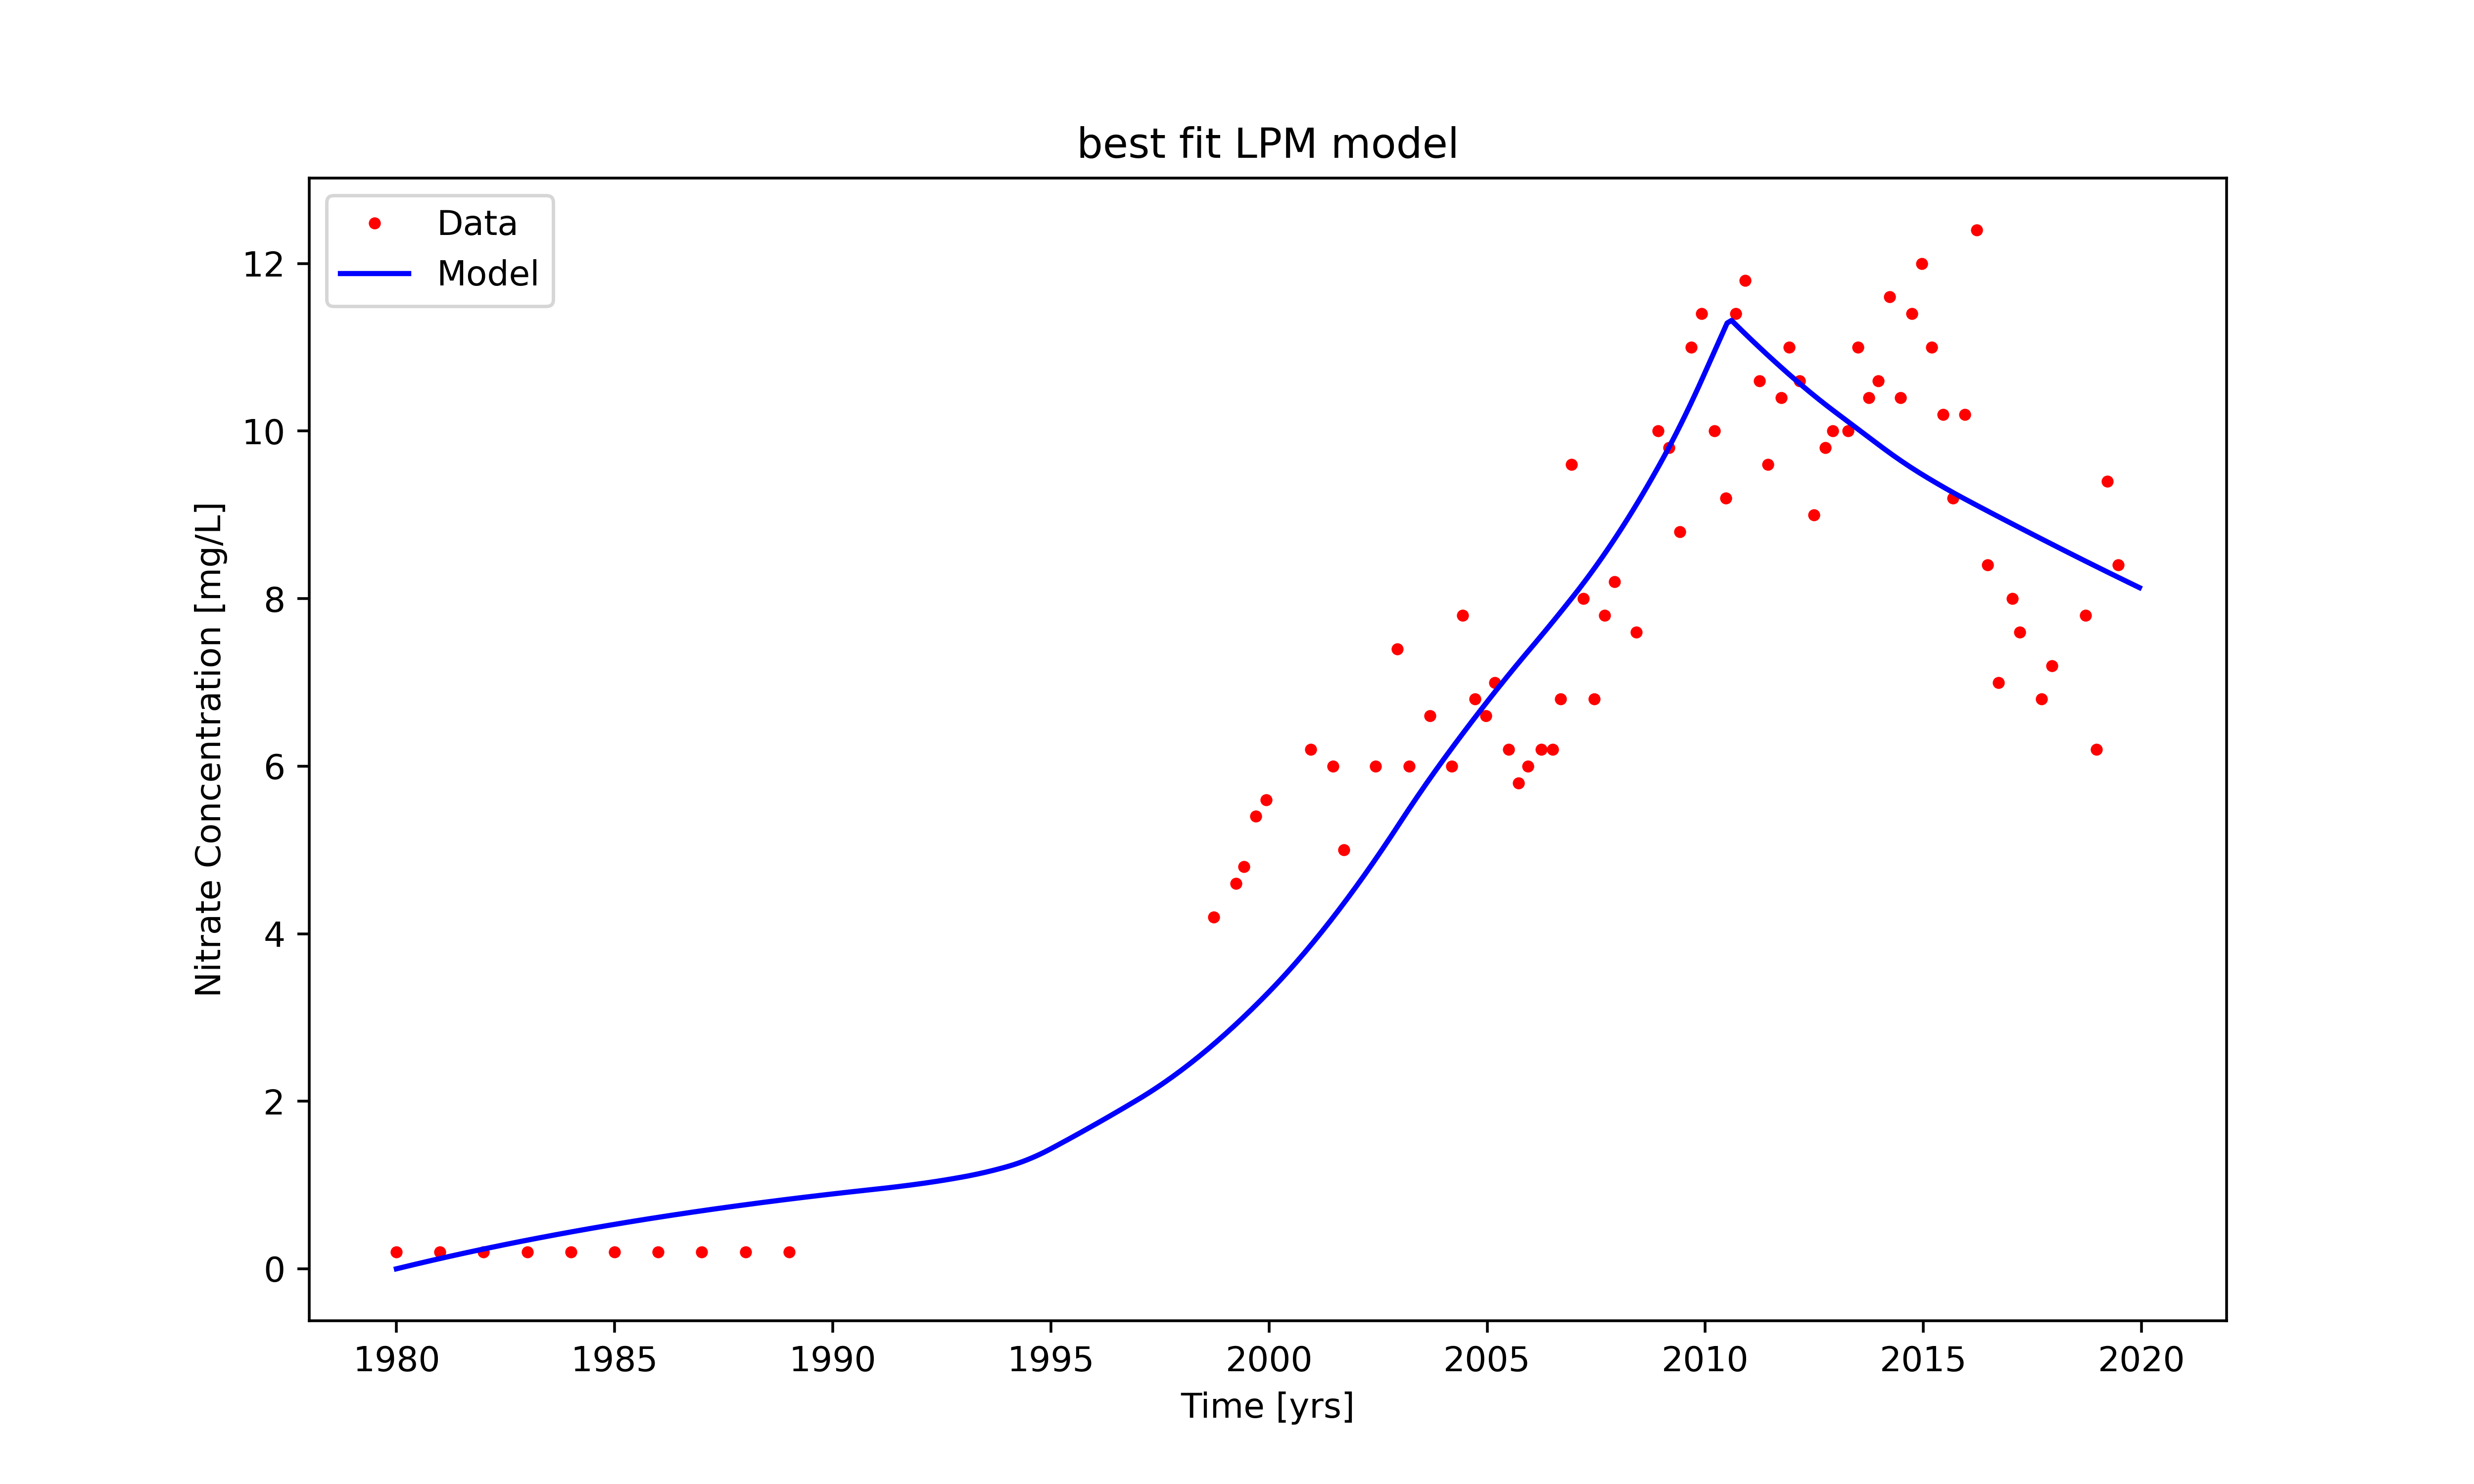 best fit LPM model
Data
Model
12
10
8
6
4
2
0
Nitrate Concentration [mg/L]
1980 1985 1990 1995 2000 2005 2010 2015 2020
Time [yrs]